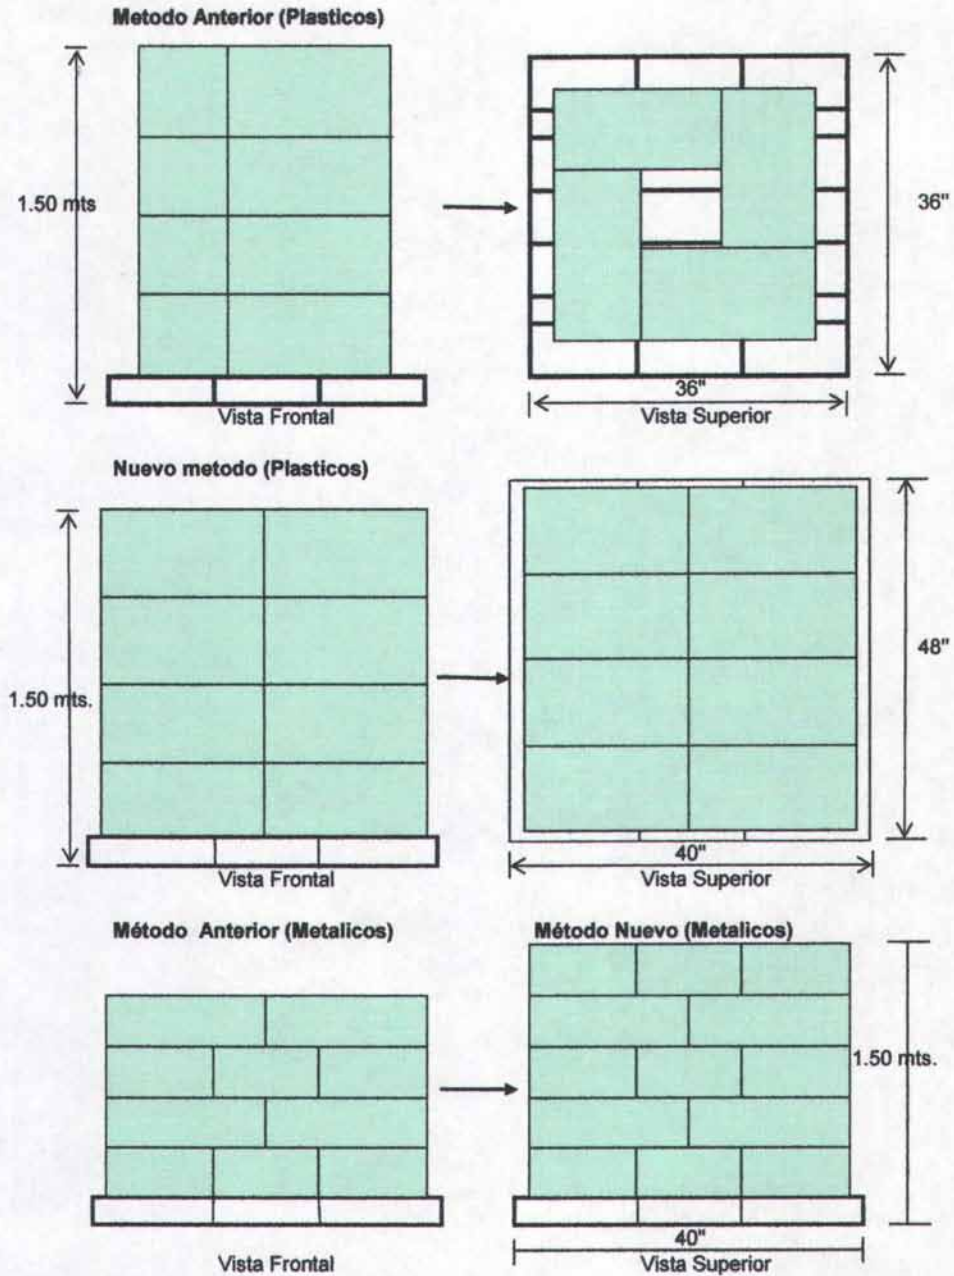 Metodo Anterior (Plasticos)
1.50 mts
36"
36"
Vista Frontal
Vista Superior
Nuevo metodo (Plasticos)
1.50 mts.
48"
40"
Vista Frontal
Vista Superior
Método Anterior (Metalicos)
Método Nuevo (Metalicos)
1.50 mts.
40"
Vista Frontal
Vista Superior